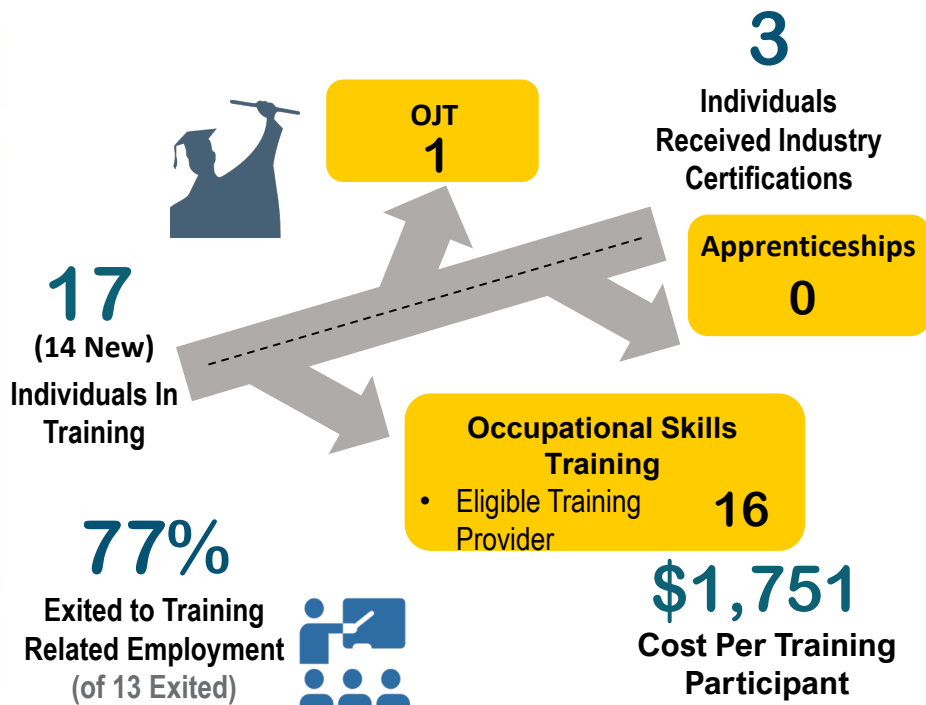 3
Individuals
Received Industry
Certifications
OJT
1
Apprenticeships
0
17
(14 New)
Individuals In
Training
Occupational Skills
Training
• Eligible Training
Provider
16
77%
Exited to Training
Related Employment
(of 13 Exited)
$1,751
Cost Per Training
Participant